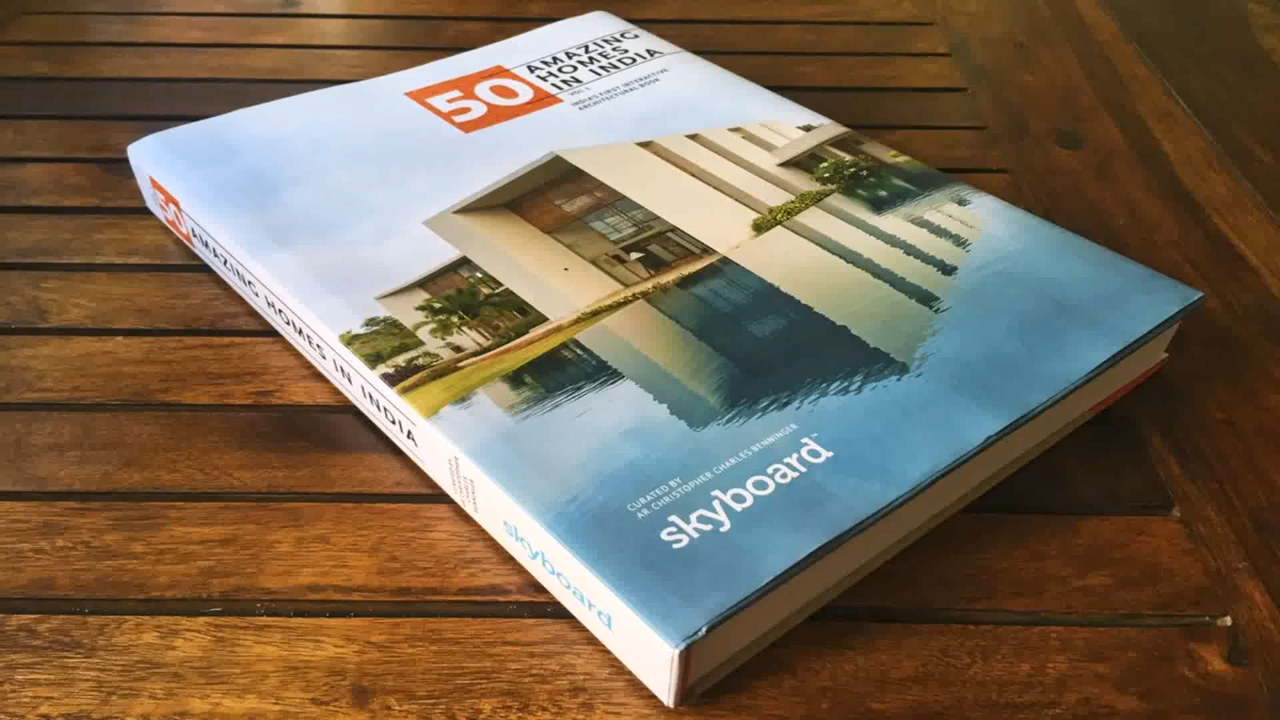 50
AMAZING
HOMES
IN INDIA
VOL 1
INDIA'S FIRST INTERACTIVE
ARCHITECTURAL BOOK
CURATED BY
AR. CHRISTOPHER CHARLES BENNINGER
skyboard™
50 AMAZING HOMES IN INDIA
skyboard